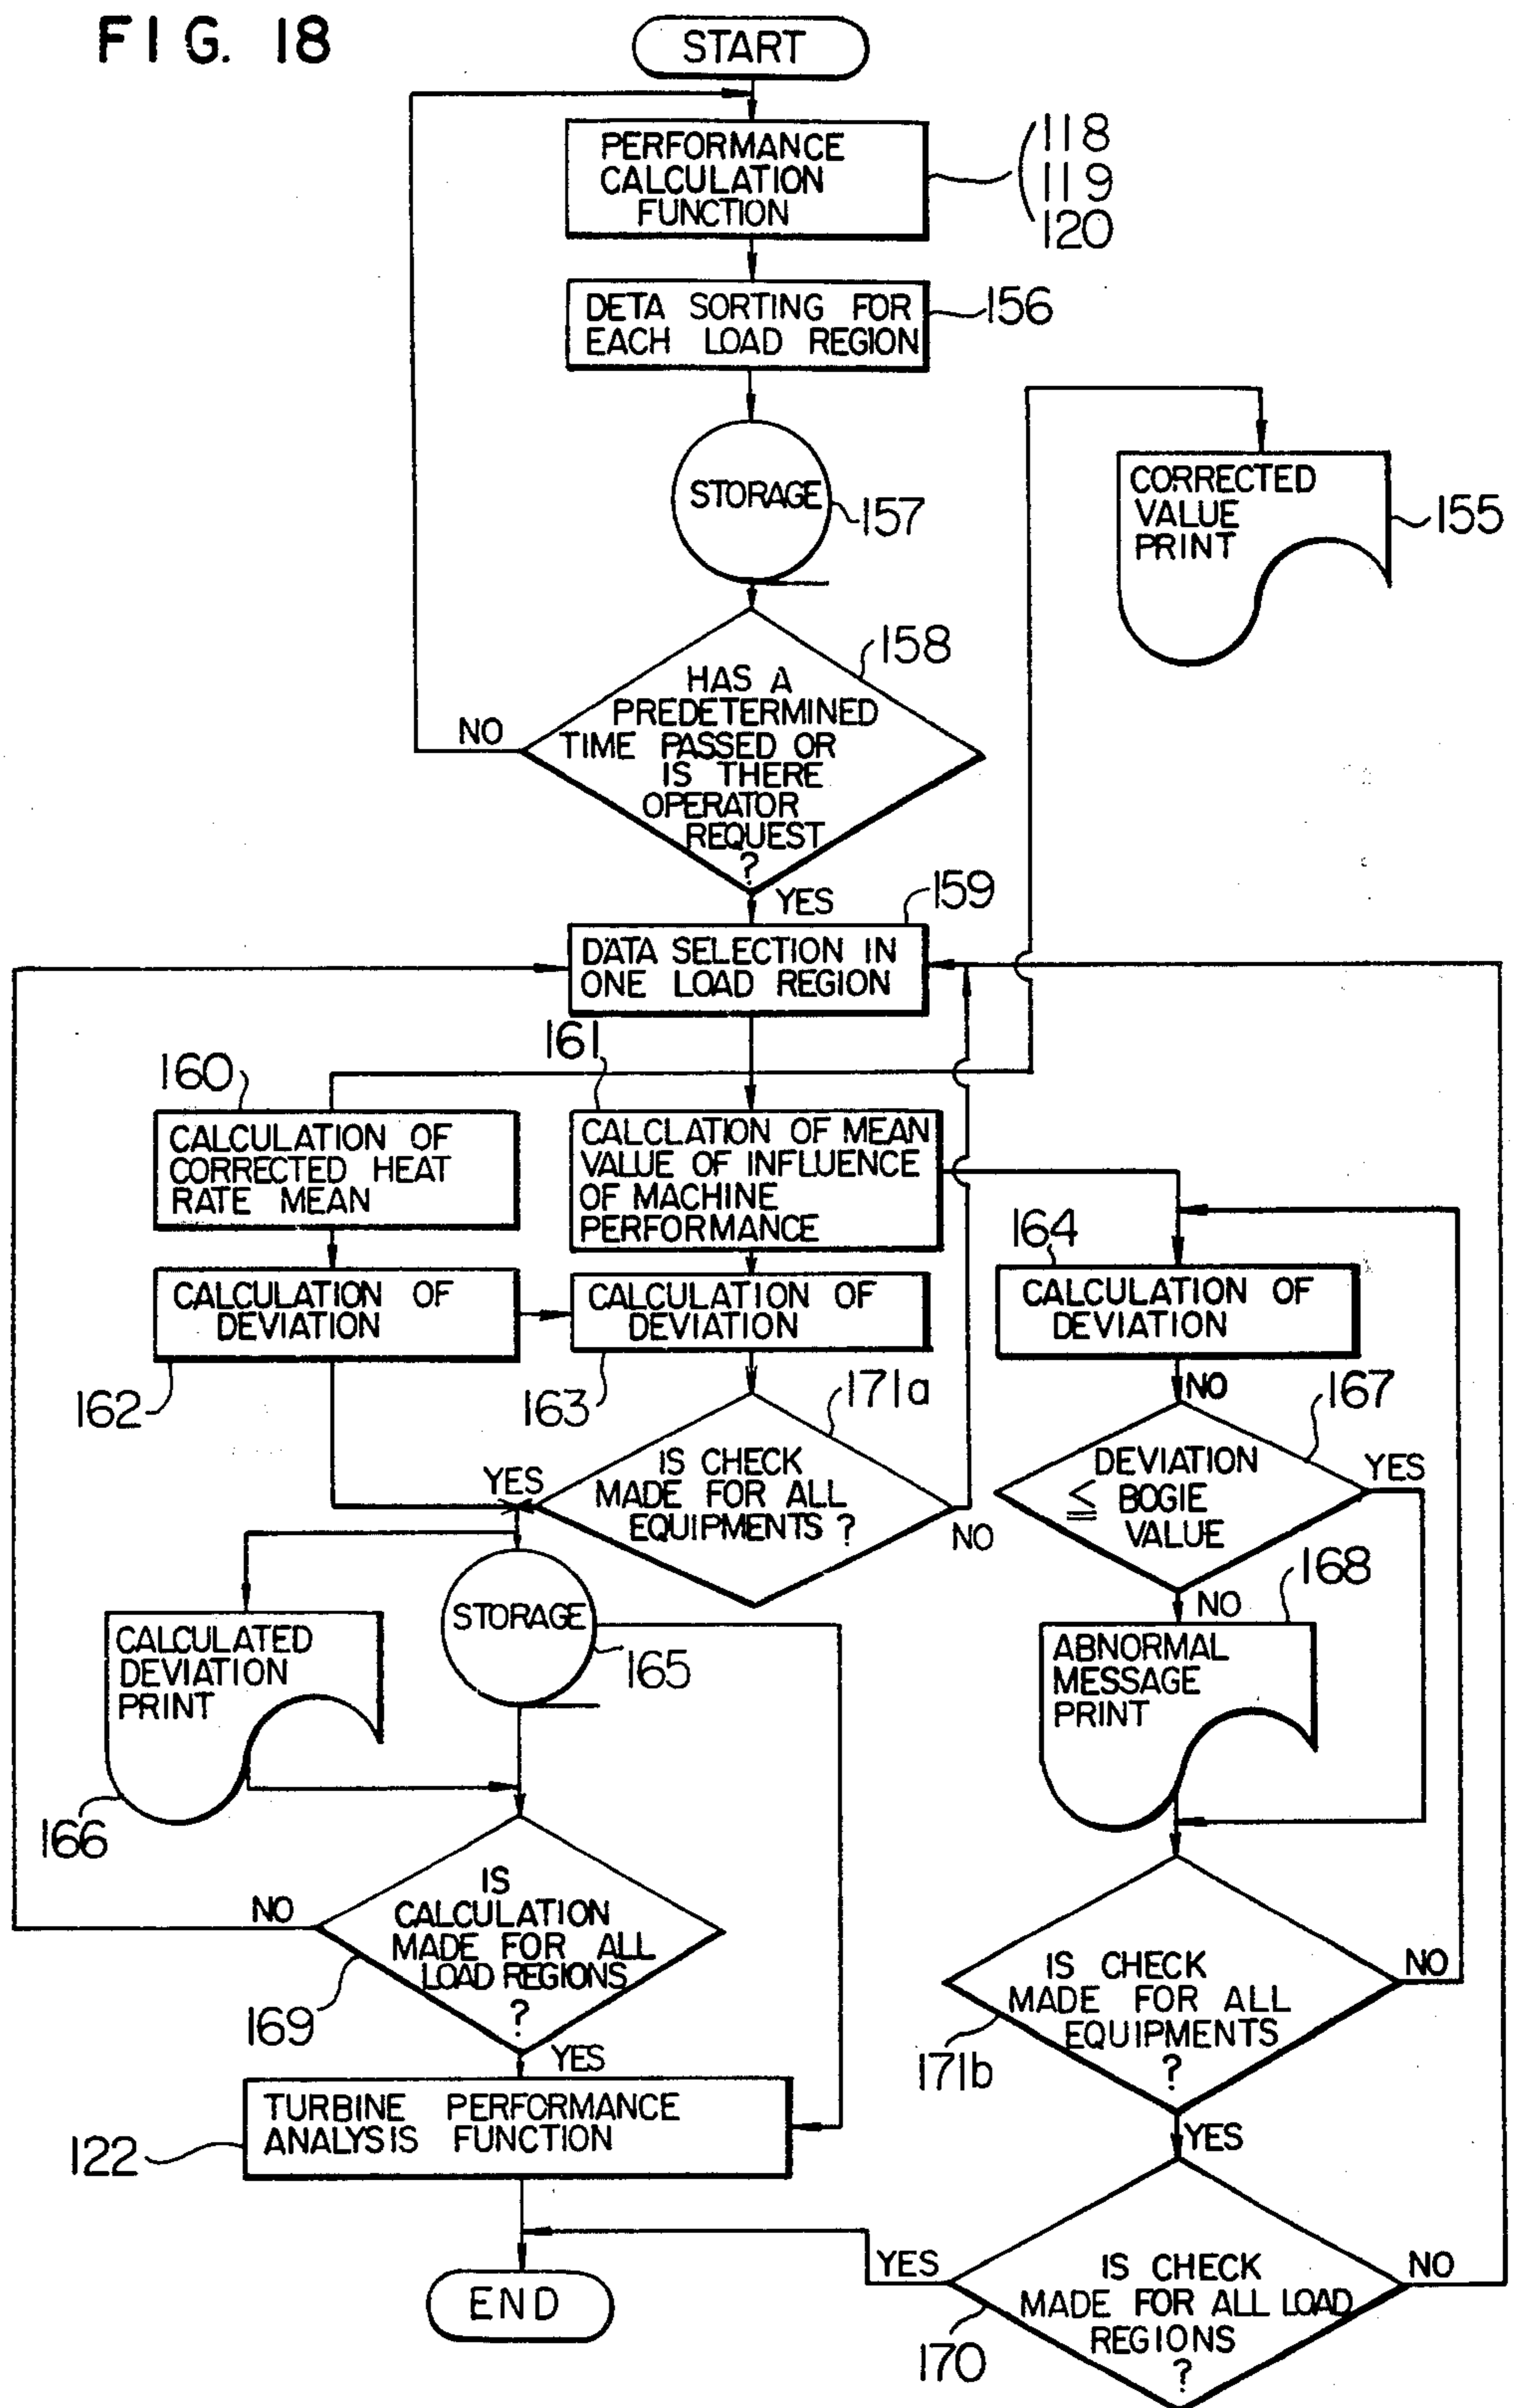 FIG. 18
START
PERFORMANCE
CALCULATION
FUNCTION
118
119
120
DETA SORTING FOR
EACH LOAD REGION
156
STORAGE
157
CORRECTED
VALUE
PRINT
155
158
HAS A
PREDETERMINED
TIME PASSED OR
IS THERE
OPERATOR
REQUEST
?
NO
YES
159
DATA SELECTION IN
ONE LOAD REGION
160
161
CALCULATION OF
CORRECTED HEAT
RATE MEAN
CALCLATION OF MEAN
VALUE OF INFLUENCE
OF MACHINE
PERFORMANCE
164
CALCULATION OF
DEVIATION
CALCULATION OF
DEVIATION
CALCULATION OF
DEVIATION
162
163
171a
NO
167
IS CHECK
MADE FOR ALL
EQUIPMENTS ?
YES
NO
DEVIATION
≦ BOGIE
VALUE
YES
NO
168
CALCULATED
DEVIATION
PRINT
STORAGE
165
ABNORMAL
MESSAGE
PRINT
166
IS
CALCULATION
MADE FOR ALL
LOAD REGIONS
?
NO
169
YES
IS CHECK
MADE FOR ALL
EQUIPMENTS
?
NO
171b
YES
TURBINE PERFORMANCE
ANALYSIS FUNCTION
122
END
YES
IS CHECK
MADE FOR ALL LOAD
REGIONS
?
NO
170